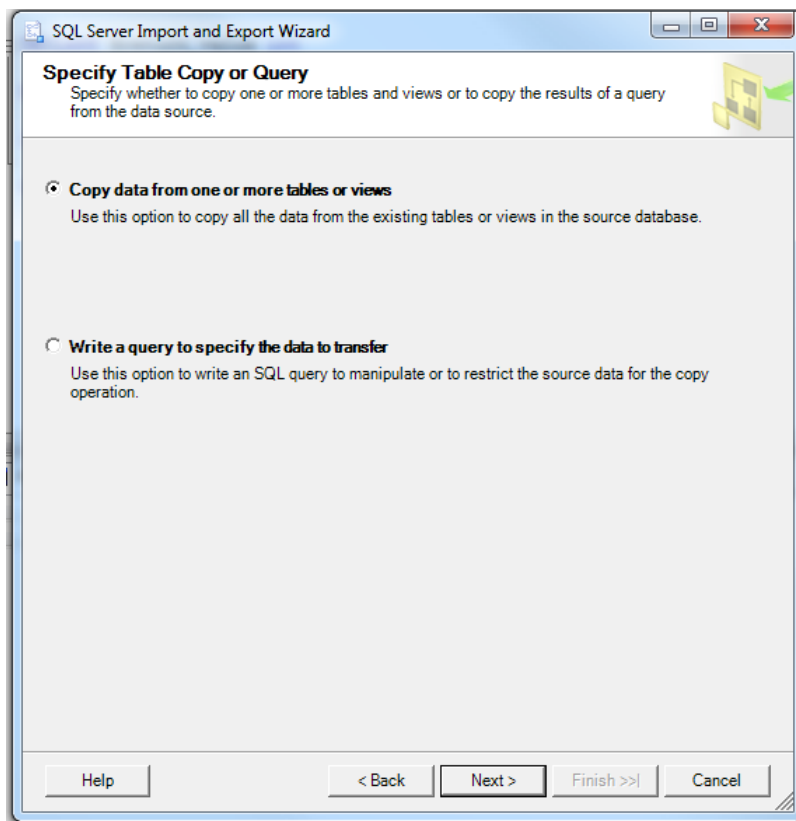 SQL Server Import and Export Wizard
Specify Table Copy or Query
Specify whether to copy one or more tables and views or to copy the results of a query
from the data source.
Copy data from one or more tables or views
Use this option to copy all the data from the existing tables or views in the source database.
Write a query to specify the data to transfer
Use this option to write an SQL query to manipulate or to restrict the source data for the copy
operation.
Help < Back Next > Finish >>| Cancel